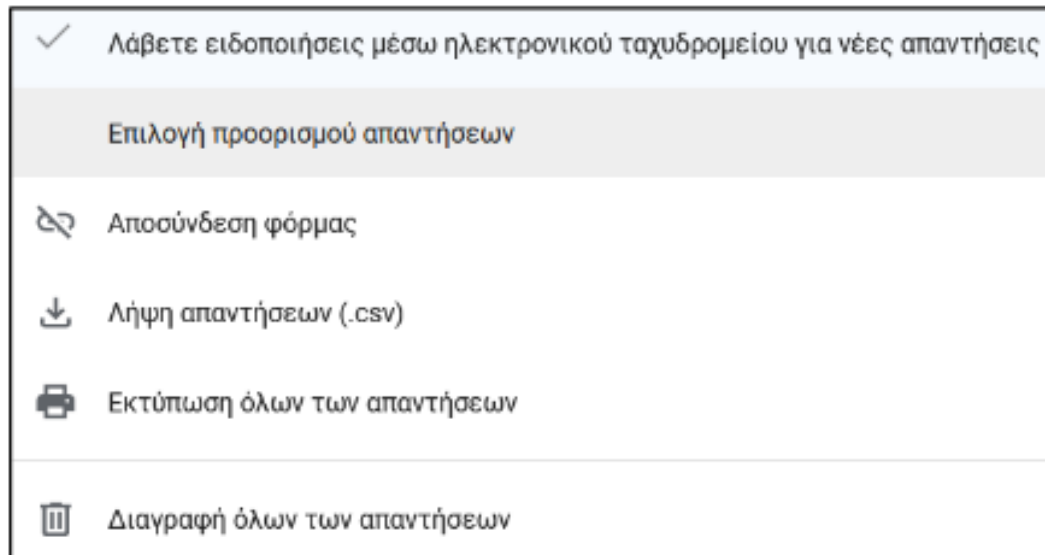 Λάβετε ειδοποιήσεις μέσω ηλεκτρονικού ταχυδρομείου για νέες απαντήσεις
Επιλογή προορισμού απαντήσεων
Αποσύνδεση φόρμας
Λήψη απαντήσεων (.csv)
Εκτύπωση όλων των απαντήσεων
Διαγραφή όλων των απαντήσεων